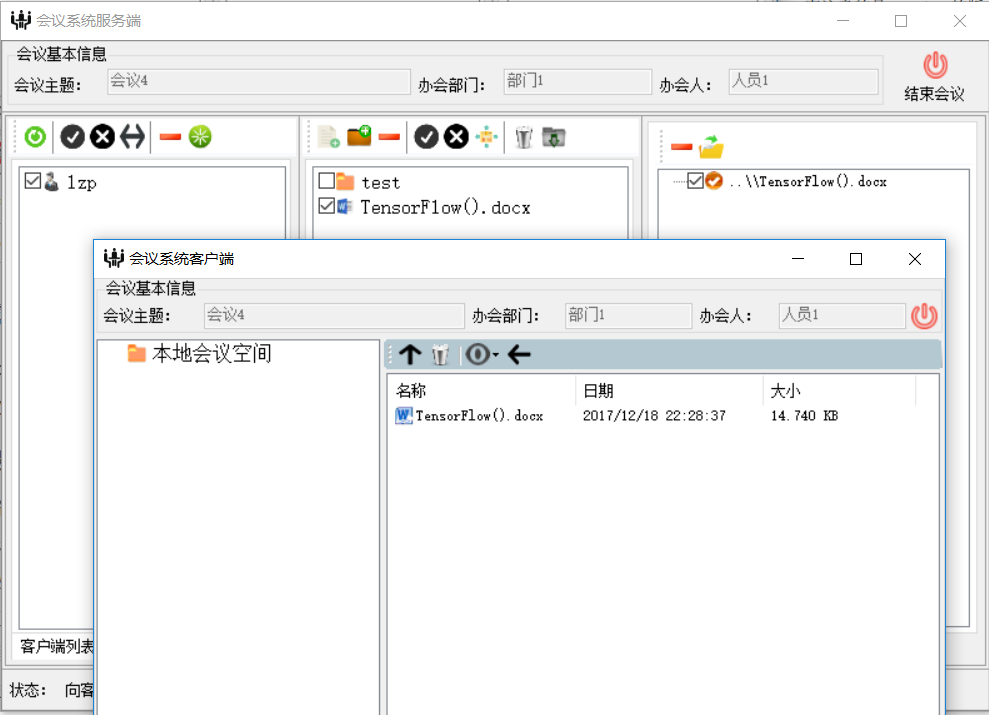 会议系统服务端
会议基本信息
会议主题： 会议4 办会部门： 部门1 办会人： 人员1 结束会议
lzp
test
TensorFlow().docx
..\\TensorFlow().docx
会议系统客户端
会议基本信息
会议主题： 会议4 办会部门： 部门1 办会人： 人员1
本地会议空间
名称 日期 大小
TensorFlow().docx 2017/12/18 22:28:37 14.740 KB
客户端列表
状态： 向客